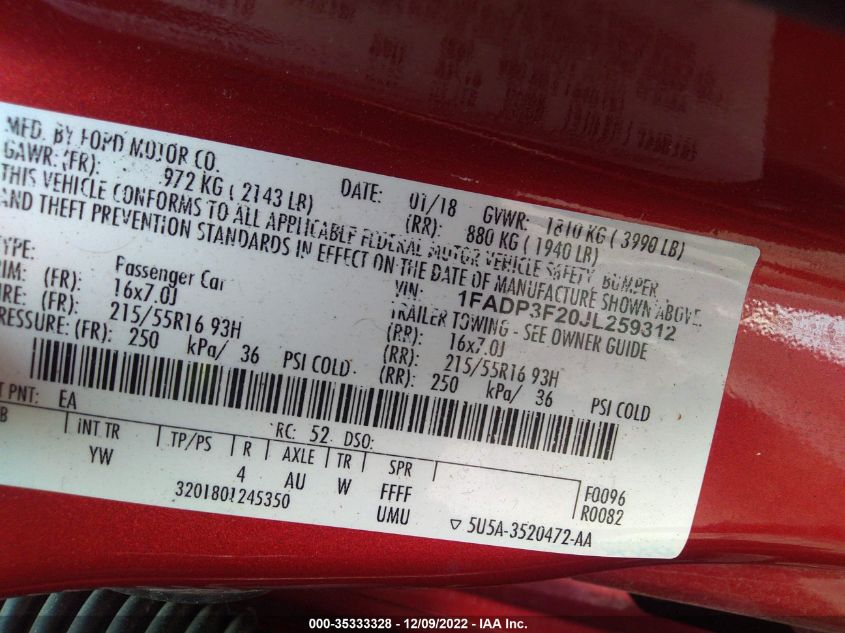 MFD. BY FORD MOTOR CO.
DATE: 01/18 GVWR: 1810 KG ( 3990 LB)
GAWR: (FR): 972 KG ( 2143 LB) (RR): 880 KG ( 1940 LB)
THIS VEHICLE CONFORMS TO ALL APPLICABLE FEDERAL MOTOR VEHICLE SAFETY, BUMPER
AND THEFT PREVENTION STANDARDS IN EFFECT ON THE DATE OF MANUFACTURE SHOWN ABOVE.
VIN: 1FADP3F20JL259312
TYPE: Passenger Car TRAILER TOWING - SEE OWNER GUIDE
RIM: (FR): 16x7.0J (RR): 16x7.0J
IRE: (FR): 215/55R16 93H (RR): 215/55R16 93H
PRESSURE: (FR): 250 kPa/ 36 PSI COLD (RR): 250 kPa/ 36 PSI COLD
T PNT: EA RC: 52 DSO:
B INT TR TP/PS R AXLE TR SPR
YW 4 AU W FFFF F0096
3201801245350 UMU R0082
▽ 5U5A-3520472-AA
000-35333328 - 12/09/2022 - IAA Inc.